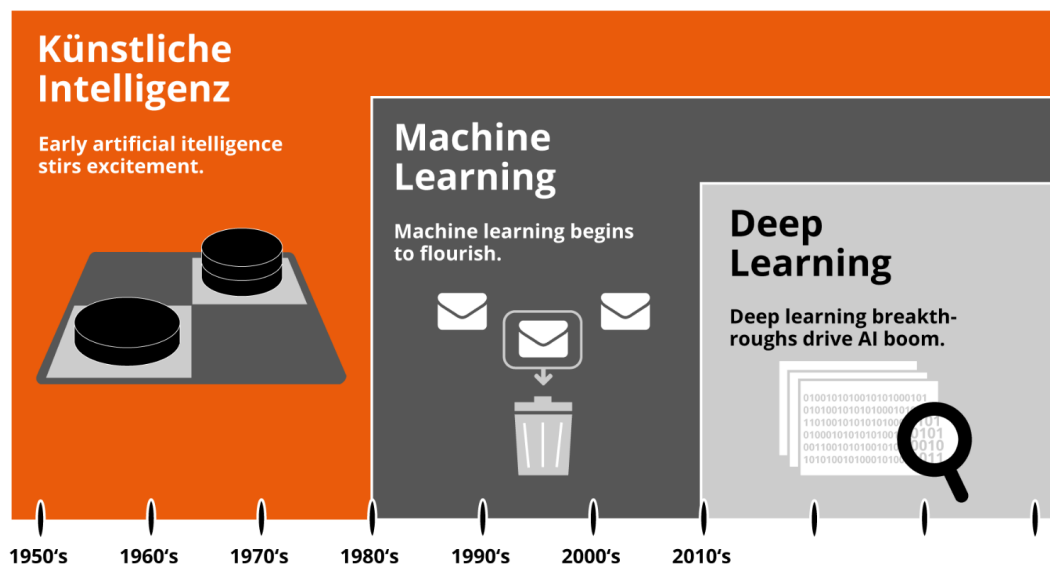 Künstliche
Intelligenz
Early artificial itelligence
stirs excitement.
Machine
Learning
Machine learning begins
to flourish.
Deep
Learning
Deep learning breakth-
roughs drive AI boom.
1950‘s 1960‘s 1970‘s 1980‘s 1990‘s 2000‘s 2010‘s